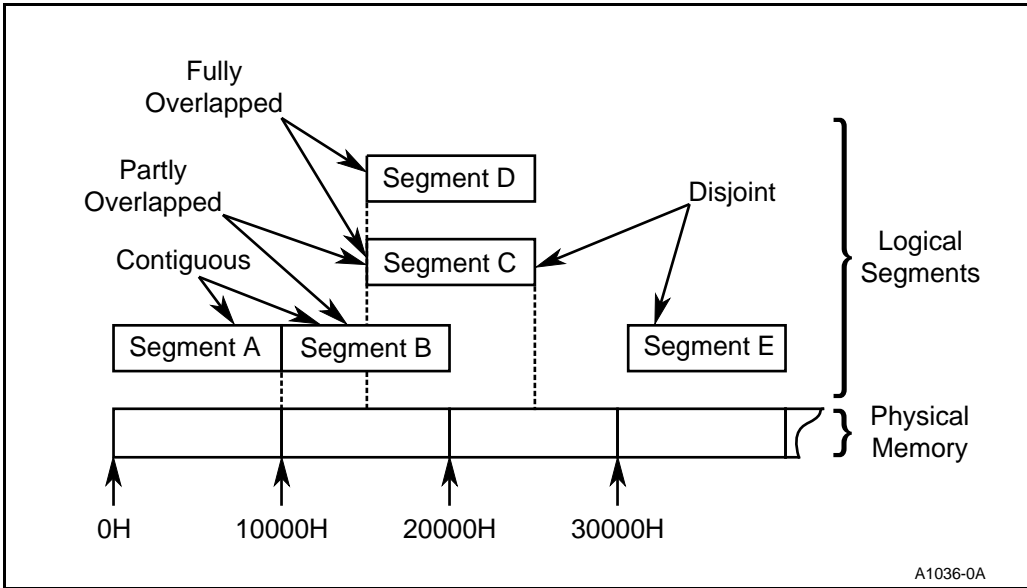 Fully
Overlapped
Segment D
Partly
Overlapped
Disjoint
Segment C
Logical
Segments
Contiguous
Segment A
Segment B
Segment E
Physical
Memory
0H
10000H
20000H
30000H
A1036-0A